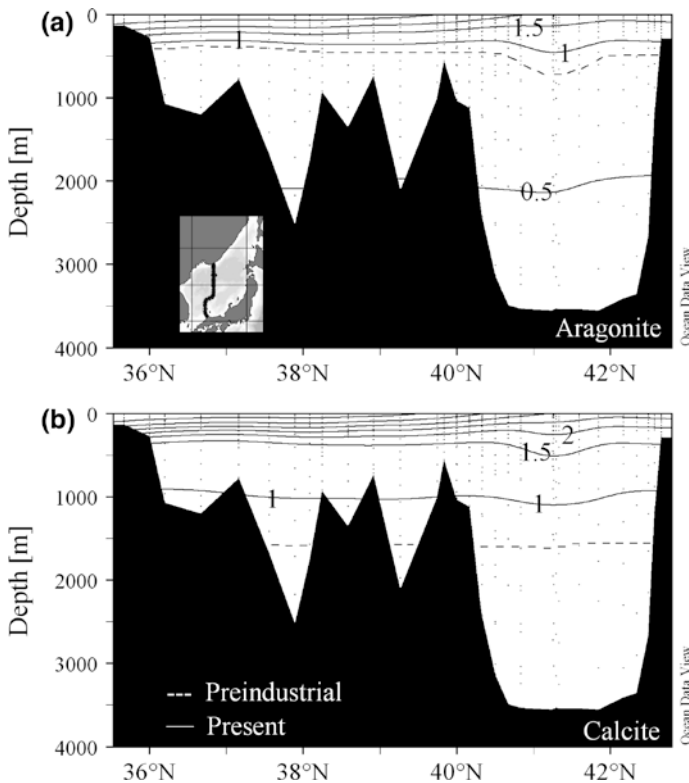 (a)
0
1000
2000
3000
4000
Depth [m]
1.5
1
1
0.5
Aragonite
Ocean Data View
36°N
38°N
40°N
42°N
(b)
0
1000
2000
3000
4000
Depth [m]
2
1.5
1
1
Preindustrial
Present
Calcite
Ocean Data View
36°N
38°N
40°N
42°N